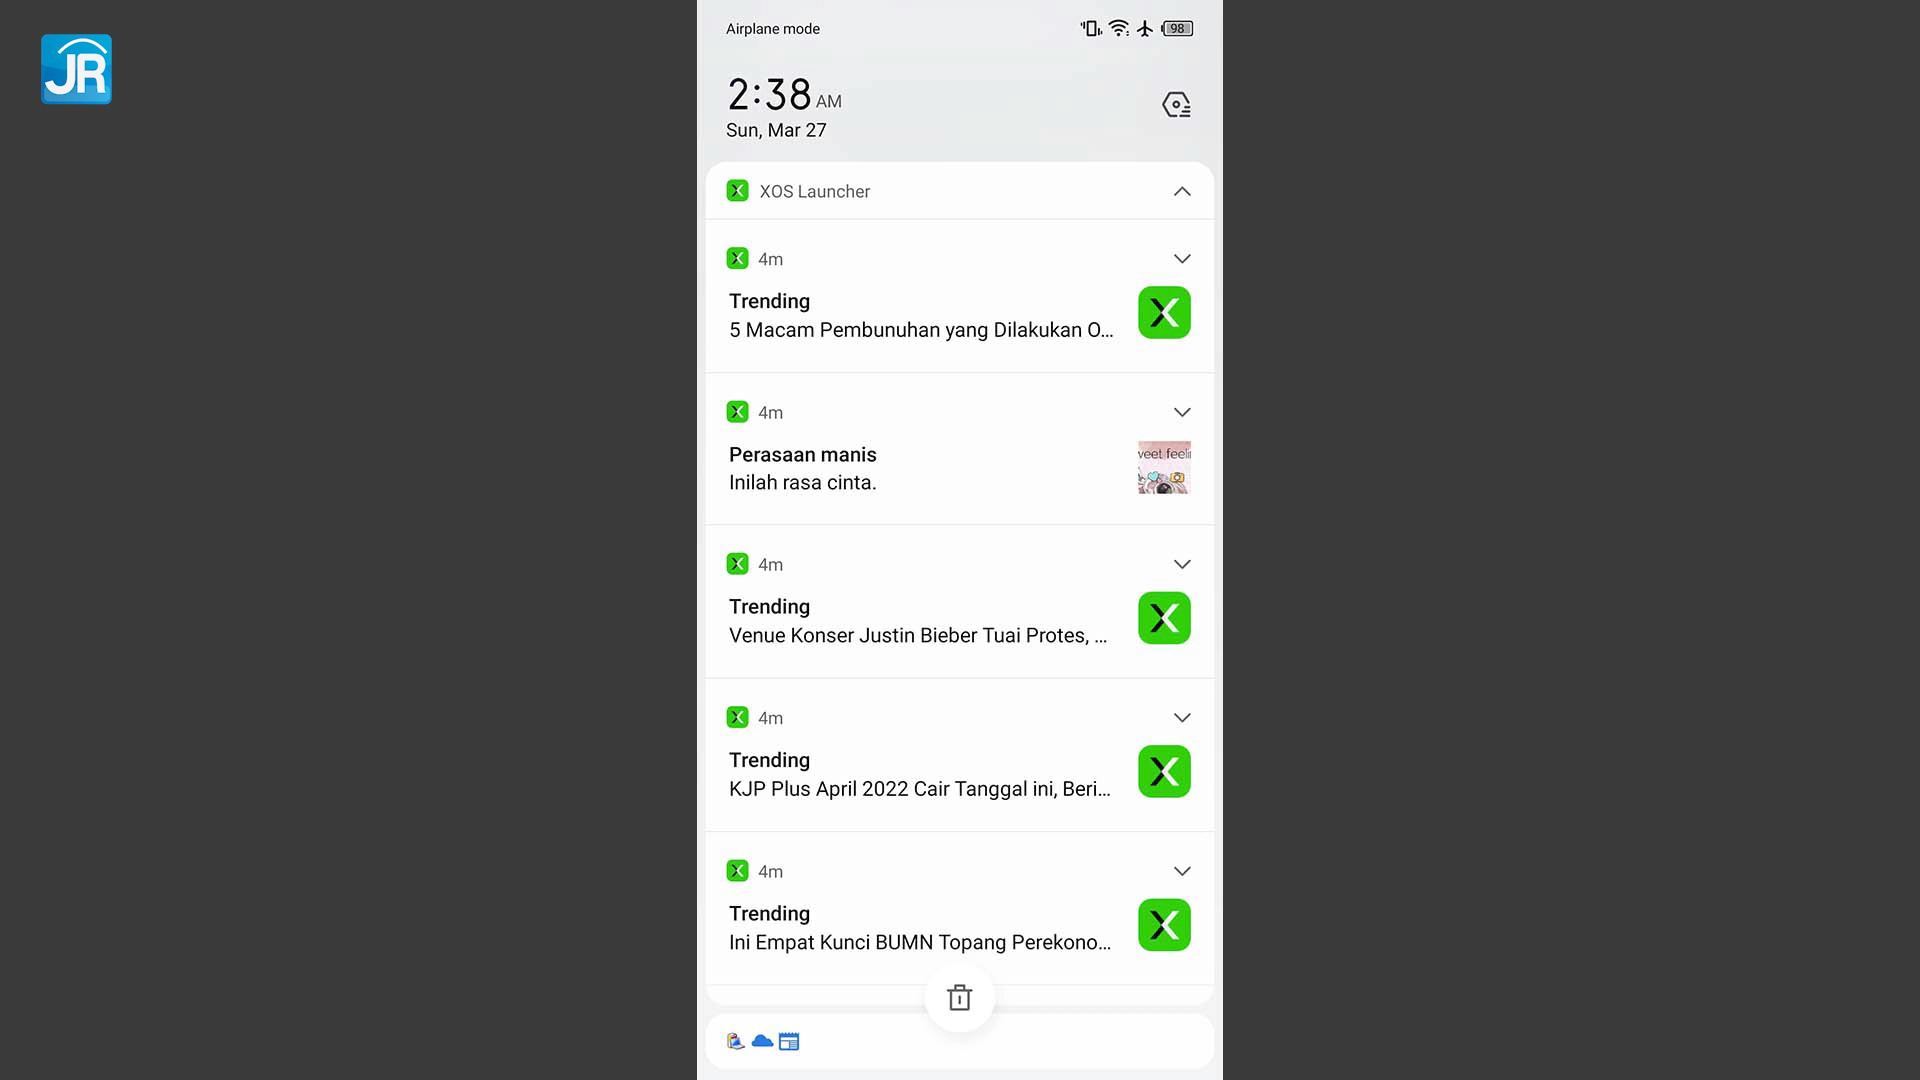 JR
Airplane mode
98
2:38 AM
Sun, Mar 27
XOS Launcher
4m
Trending
5 Macam Pembunuhan yang Dilakukan O...
4m
Perasaan manis
Inilah rasa cinta.
veet feelin
4m
Trending
Venue Konser Justin Bieber Tuai Protes, ...
4m
Trending
KJP Plus April 2022 Cair Tanggal ini, Beri...
4m
Trending
Ini Empat Kunci BUMN Topang Perekono...